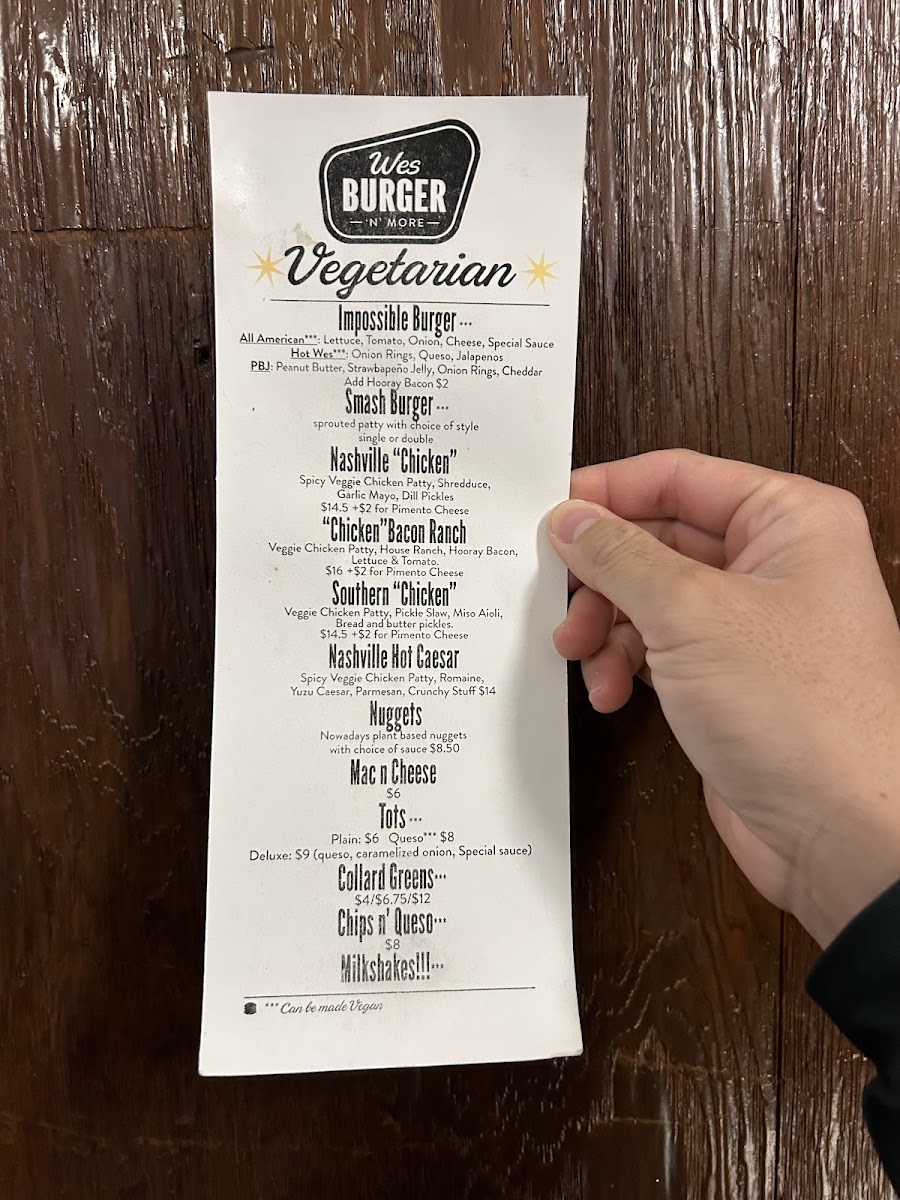 Wes
BURGER
'N' MORE
Vegetarian
Impossible Burger ***
All American***: Lettuce, Tomato, Onion, Cheese, Special Sauce
Hot Wes***: Onion Rings, Queso, Jalapenos
PBJ: Peanut Butter, Strawbapeño Jelly, Onion Rings, Cheddar
Add Hooray Bacon $2
Smash Burger ***
sprouted patty with choice of style
single or double
Nashville "Chicken"
Spicy Veggie Chicken Patty, Shredduce,
Garlic Mayo, Dill Pickles
$14.5 +$2 for Pimento Cheese
"Chicken"Bacon Ranch
Veggie Chicken Patty, House Ranch, Hooray Bacon,
Lettuce & Tomato.
$16 +$2 for Pimento Cheese
Southern "Chicken"
Veggie Chicken Patty, Pickle Slaw, Miso Aioli,
Bread and butter pickles.
$14.5 +$2 for Pimento Cheese
Nashville Hot Caesar
Spicy Veggie Chicken Patty, Romaine,
Yuzu Caesar, Parmesan, Crunchy Stuff $14
Nuggets
Nowadays plant based nuggets
with choice of sauce $8.50
Mac n Cheese
$6
Tots ***
Plain: $6 Queso*** $8
Deluxe: $9 (queso, caramelized onion, Special sauce)
Collard Greens***
$4/$6.75/$12
Chips n' Queso***
$8
Milkshakes!!!***
*** Can be made Vegan